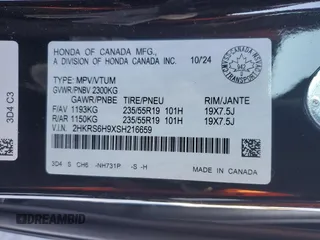 HONDA OF CANADA MFG.,
A DIVISION OF HONDA CANADA INC. 10/24
TYPE: MPV/VTUM
GVWR/PNBV 2300KG
GAWR/PNBE TIRE/PNEU RIM/JANTE
F/AV 1193KG 235/55R19 101H 19X7.5J
R/AR 1150KG 235/55R19 101H 19X7.5J
V.I.N. 2HKRS6H9XSH216659
3D4 S CH6 -NH731P -S -H
MADE IN CANADA
3D4 C3
DREAMBID